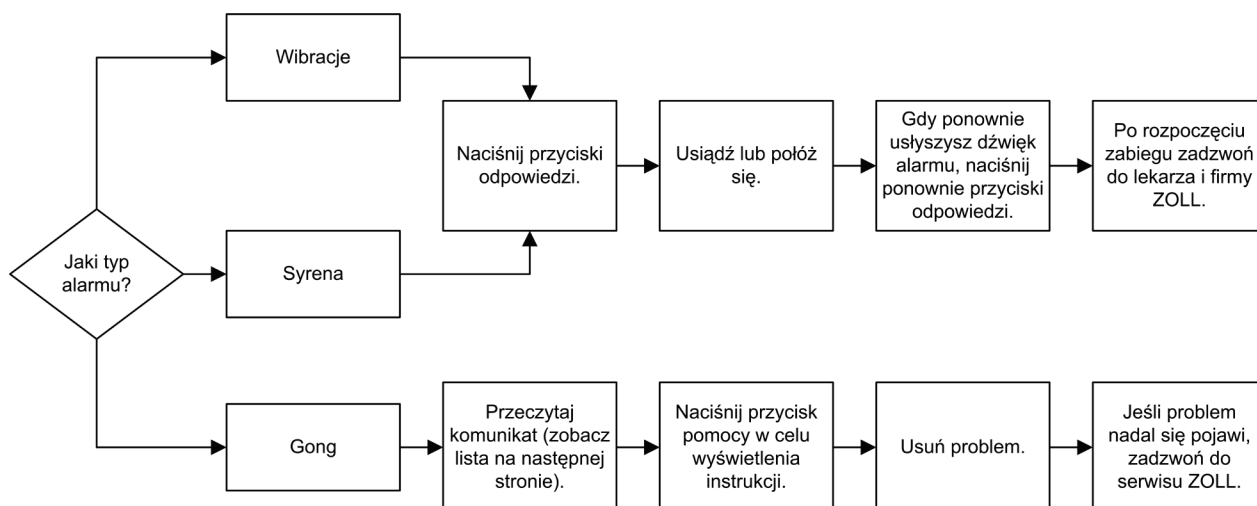 Wibracje
Naciśnij przyciski
odpowiedzi.
Usiądź lub połóż
się.
Gdy ponownie
usłyszysz dźwięk
alarmu, naciśnij
ponownie przyciski
odpowiedzi.
Po rozpoczęciu
zabiegu zadzwoń
do lekarza i firmy
ZOLL.
Jaki typ
alarmu?
Syrena
Gong
Przeczytaj
komunikat (zobacz
lista na następnej
stronie).
Naciśnij przycisk
pomocy w celu
wyświetlenia
instrukcji.
Usuń problem.
Jeśli problem
nadal się pojawi,
zadzwoń do
serwisu ZOLL.